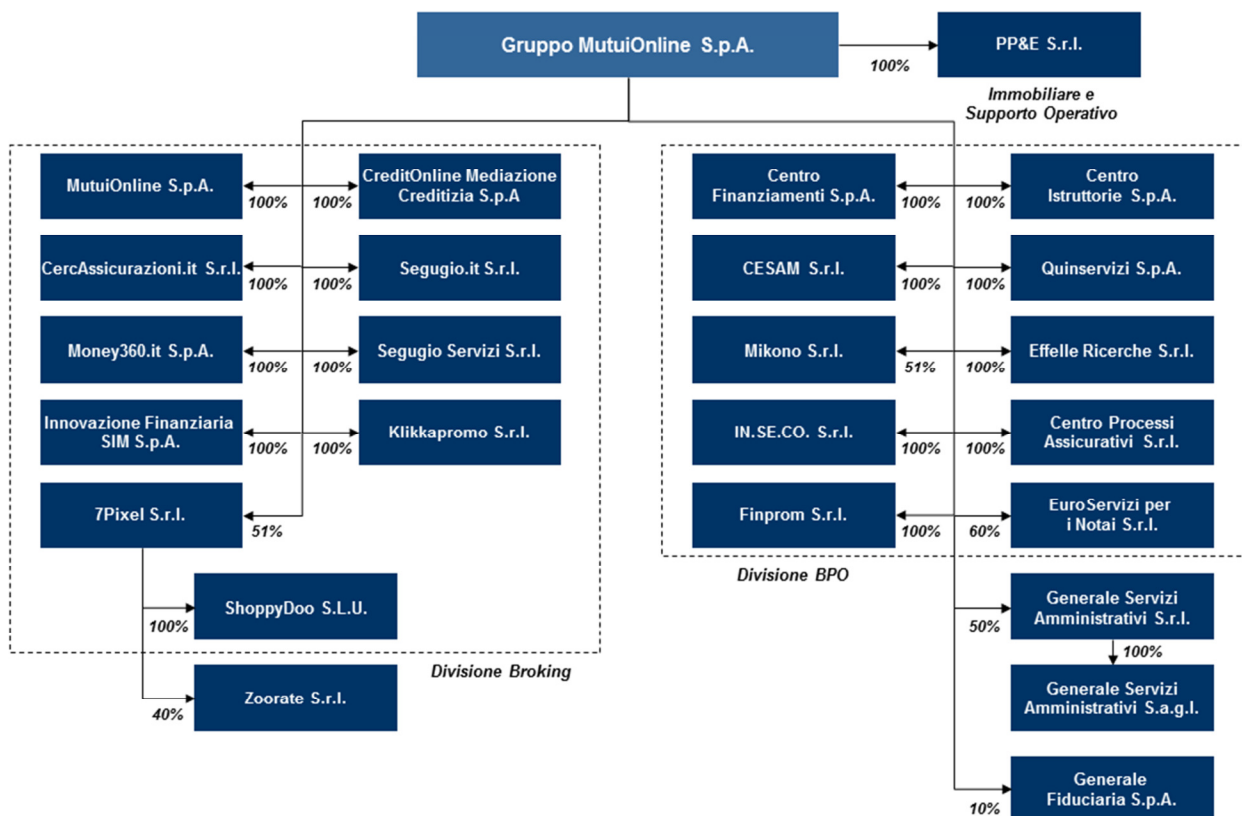 Gruppo MutuiOnline S.p.A.
100%
PP&E S.r.l.
Immobiliare e
Supporto Operativo
MutuiOnline S.p.A.
100%
100%
CreditOnline Mediazione
Creditizia S.p.A
CercAssicurazioni.it S.r.l.
100%
100%
Segugio.it S.r.l.
Money360.it S.p.A.
100%
100%
Segugio Servizi S.r.l.
Innovazione Finanziaria
SIM S.p.A.
100%
100%
Klikkapromo S.r.l.
7Pixel S.r.l.
51%
100%
ShoppyDoo S.L.U.
Divisione Broking
40%
Zoorate S.r.l.
Centro
Finanziamenti S.p.A.
100%
100%
Centro
Istruttorie S.p.A.
CESAM S.r.l.
100%
100%
Quinservizi S.p.A.
Mikono S.r.l.
51%
100%
Effelle Ricerche S.r.l.
IN.SE.CO. S.r.l.
100%
100%
Centro Processi
Assicurativi S.r.l.
Finprom S.r.l.
100%
60%
EuroServizi per
i Notai S.r.l.
Divisione BPO
50%
Generale Servizi
Amministrativi S.r.l.
100%
Generale Servizi
Amministrativi S.a.g.l.
10%
Generale
Fiduciaria S.p.A.